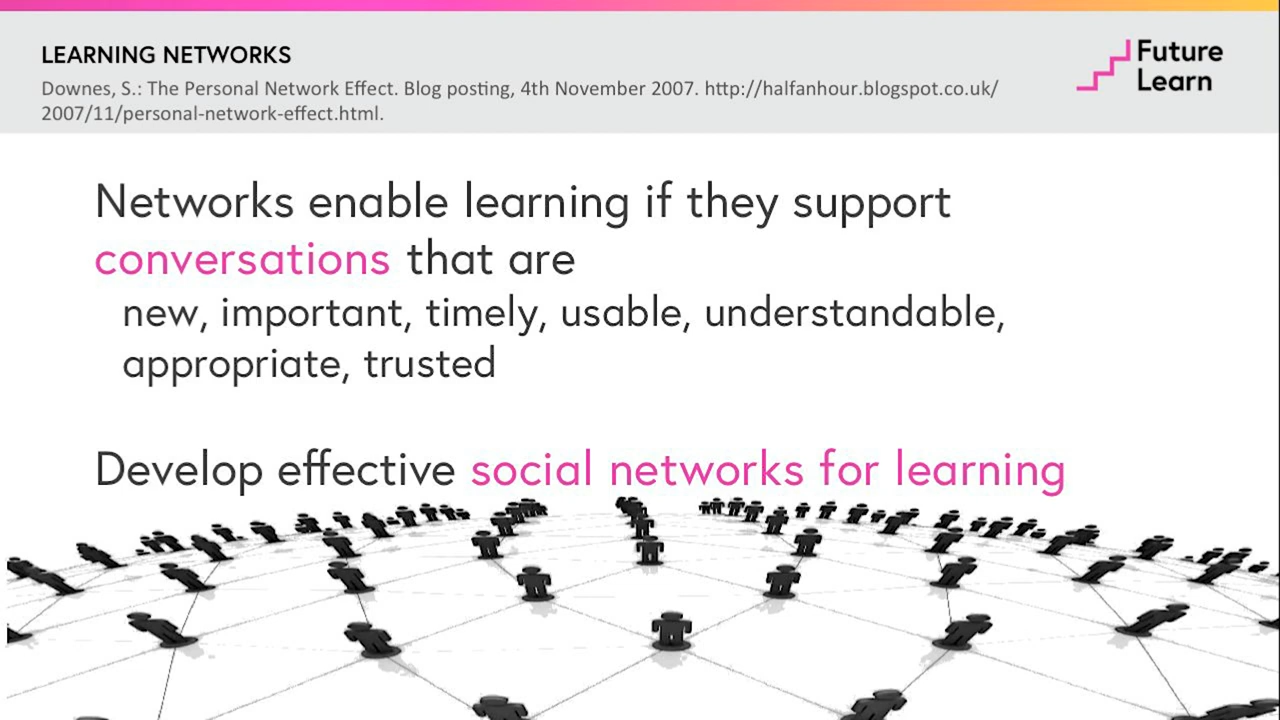 LEARNING NETWORKS
Downes, S.: The Personal Network Effect. Blog posting, 4th November 2007. http://halfanhour.blogspot.co.uk/
2007/11/personal-network-effect.html.
Future
Learn
Networks enable learning if they support
conversations that are
new, important, timely, usable, understandable,
appropriate, trusted
Develop effective social networks for learning